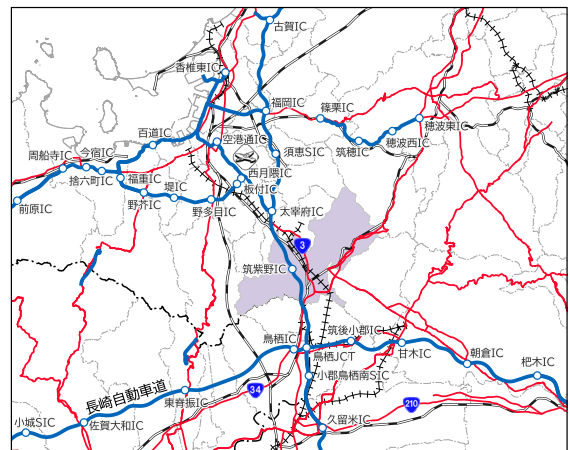 古賀IC
香椎東IC
福岡IC
篠栗IC
穂波東IC
百道IC
空港通IC
穂波西IC
筑穂IC
周船寺IC
今宿IC
須恵SIC
西月隈IC
拾六町IC
福重IC
堤IC
板付IC
前原IC
野芥IC
野多目IC
太宰府IC
3
筑紫野IC
鳥栖IC
筑後小郡IC
鳥栖JCT
甘木IC
朝倉IC
杷木IC
小郡鳥栖南SIC
長崎自動車道
東脊振IC
34
210
小城SIC
佐賀大和IC
久留米IC